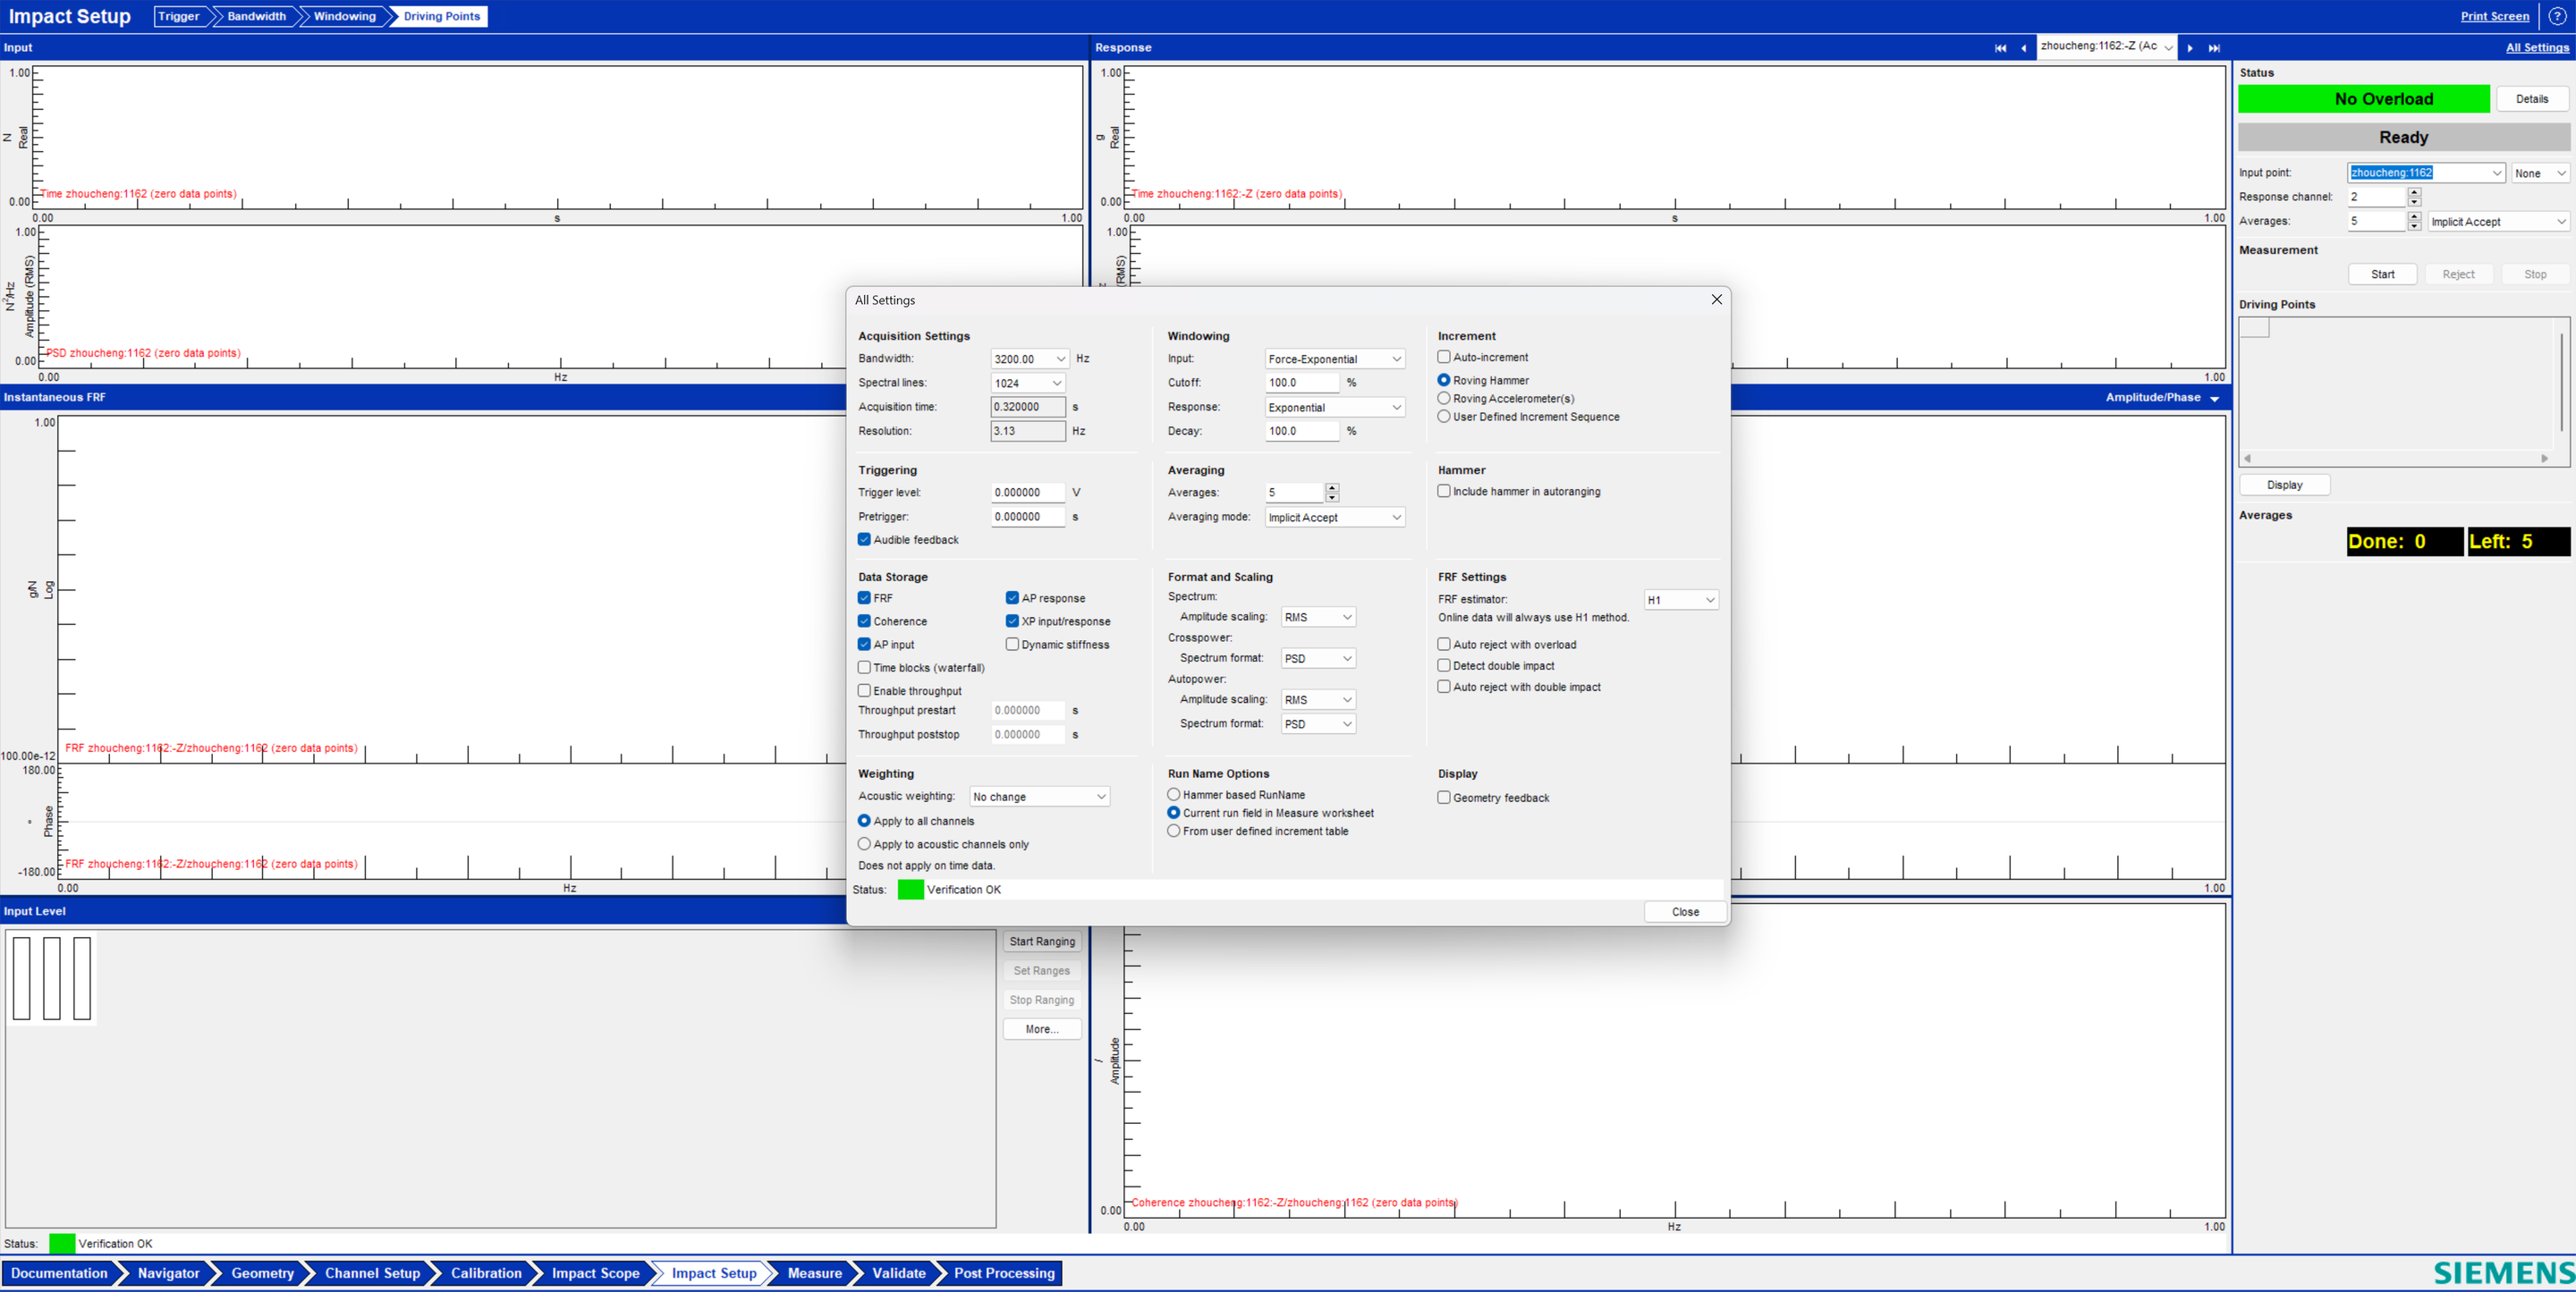 Impact Setup Trigger Bandwidth Windowing Driving Points Print Screen ?
Input
1.00
N
Real
Time zhoucheng:1162 (zero data points)
0.00
0.00 s 1.00
1.00
N²/Hz
Amplitude (RMS)
PSD zhoucheng:1162 (zero data points)
0.00
0.00 Hz
Response zhoucheng:1162:-Z (Ac
1.00
g
Real
Time zhoucheng:1162:-Z (zero data points)
0.00
0.00 s 1.00
1.00
(RMS)
1.00
Instantaneous FRF
Amplitude/Phase
1.00
g/N
Log
FRF zhoucheng:1162:-Z/zhoucheng:1162 (zero data points)
100.00e-12
180.00
°
Phase
FRF zhoucheng:1162:-Z/zhoucheng:1162 (zero data points)
-180.00
0.00 Hz
1.00
All Settings
Acquisition Settings
Bandwidth: 3200.00 Hz
Spectral lines: 1024
Acquisition time: 0.320000 s
Resolution: 3.13 Hz
Windowing
Input: Force-Exponential
Cutoff: 100.0 %
Response: Exponential
Decay: 100.0 %
Increment
Auto-increment
Roving Hammer
Roving Accelerometer(s)
User Defined Increment Sequence
Triggering
Trigger level: 0.000000 V
Pretrigger: 0.000000 s
Audible feedback
Averaging
Averages: 5
Averaging mode: Implicit Accept
Hammer
Include hammer in autoranging
Data Storage
FRF AP response
Coherence XP input/response
AP input Dynamic stiffness
Time blocks (waterfall)
Enable throughput
Throughput prestart 0.000000 s
Throughput poststop 0.000000 s
Format and Scaling
Spectrum:
Amplitude scaling: RMS
Crosspower:
Spectrum format: PSD
Autopower:
Amplitude scaling: RMS
Spectrum format: PSD
FRF Settings
FRF estimator: H1
Online data will always use H1 method.
Auto reject with overload
Detect double impact
Auto reject with double impact
Weighting
Acoustic weighting: No change
Apply to all channels
Apply to acoustic channels only
Does not apply on time data.
Run Name Options
Hammer based RunName
Current run field in Measure worksheet
From user defined increment table
Display
Geometry feedback
Status: Verification OK
Close
Input Level
Start Ranging
Set Ranges
Stop Ranging
More...
/
Amplitude
Coherence zhoucheng:1162:-Z/zhoucheng:1162 (zero data points)
0.00
0.00 Hz 1.00
All Settings
Status
No Overload Details
Ready
Input point: zhoucheng:1162 None
Response channel: 2
Averages: 5 Implicit Accept
Measurement
Start Reject Stop
Driving Points
Display
Averages
Done: 0 Left: 5
Status: Verification OK
Documentation Navigator Geometry Channel Setup Calibration Impact Scope Impact Setup Measure Validate Post Processing
SIEMENS